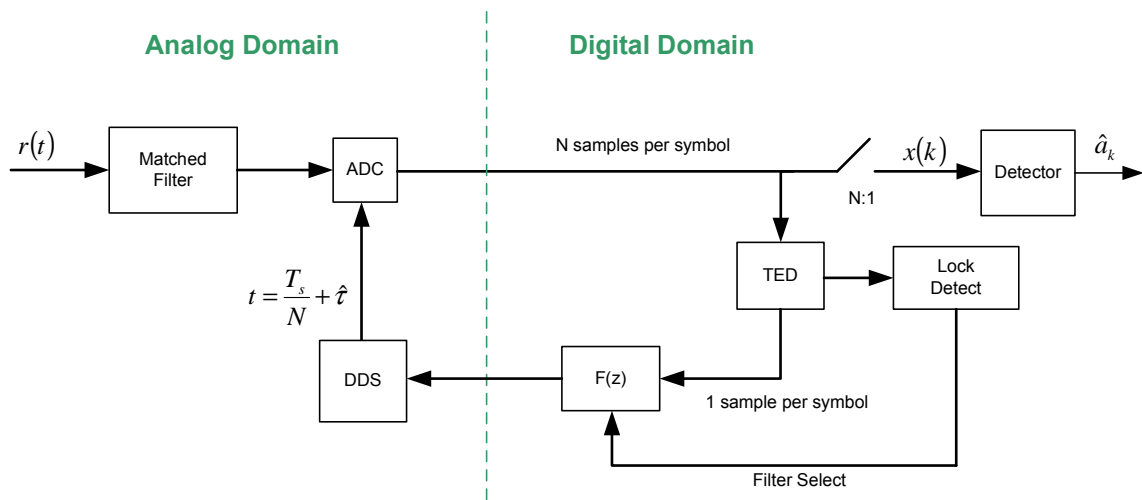 Analog Domain
Digital Domain
r(t)
Matched
Filter
ADC
N samples per symbol
N:1
x(k)
Detector
â_k
TED
Lock
Detect
t = T_s/N + τ̂
DDS
F(z)
1 sample per symbol
Filter Select